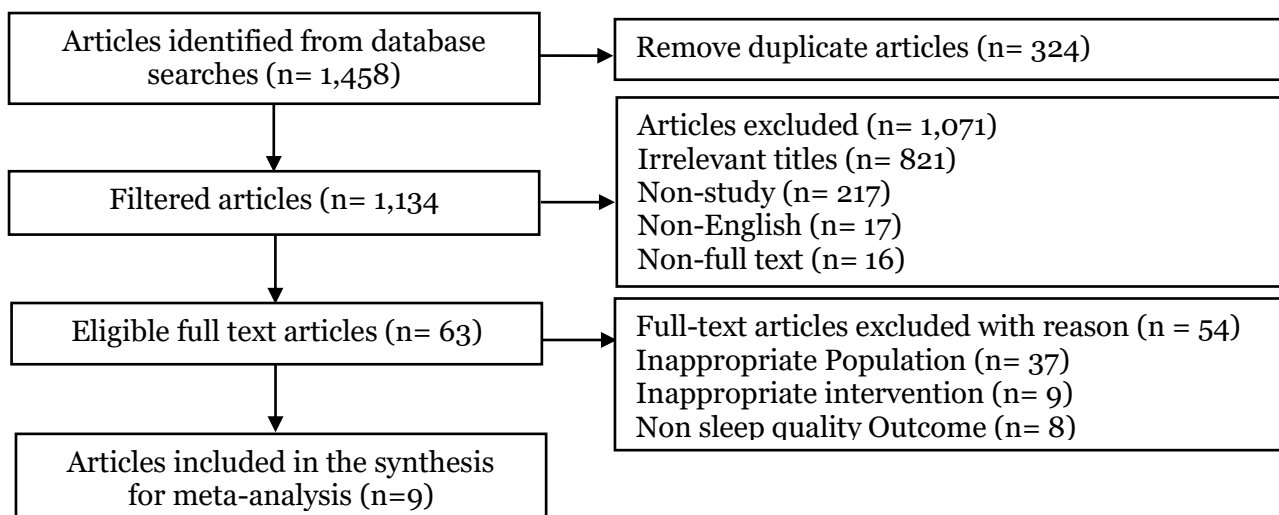 Articles identified from database
searches (n= 1,458)
Remove duplicate articles (n= 324)
Filtered articles (n= 1,134
Articles excluded (n= 1,071)
Irrelevant titles (n= 821)
Non-study (n= 217)
Non-English (n= 17)
Non-full text (n= 16)
Eligible full text articles (n= 63)
Full-text articles excluded with reason (n = 54)
Inappropriate Population (n= 37)
Inappropriate intervention (n= 9)
Non sleep quality Outcome (n= 8)
Articles included in the synthesis
for meta-analysis (n=9)